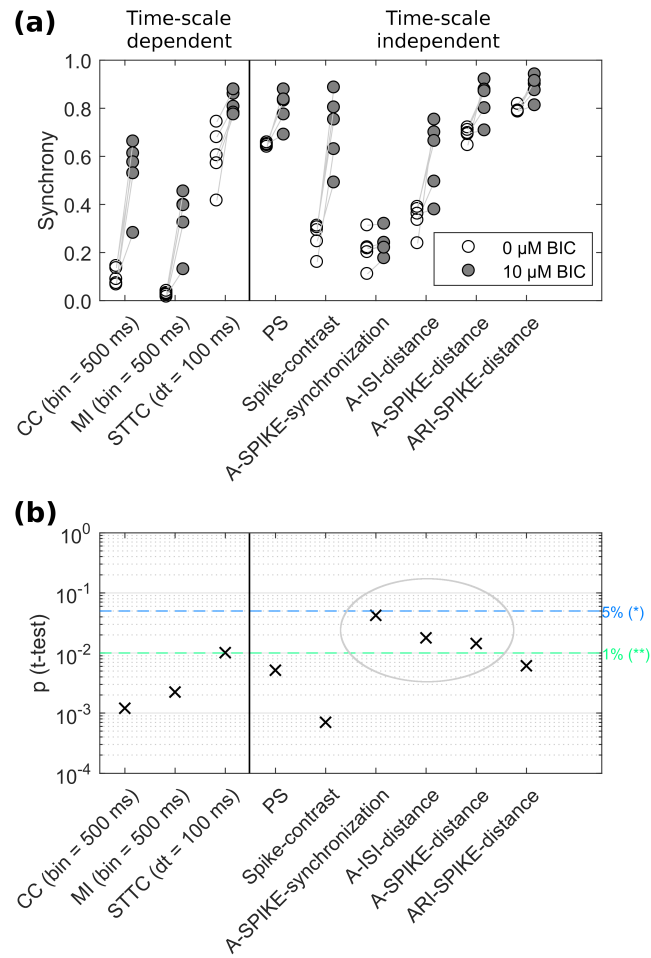 (a)
Time-scale
dependent
Time-scale
independent
Synchrony
1.0
0.8
0.6
0.4
0.2
0.0
0 µM BIC
10 µM BIC
CC (bin = 500 ms)
MI (bin = 500 ms)
STTC (dt = 100 ms)
PS
Spike-contrast
A-SPIKE-synchronization
A-ISI-distance
A-SPIKE-distance
ARI-SPIKE-distance
(b)
p (t-test)
10⁰
10⁻¹
10⁻²
10⁻³
10⁻⁴
5% (*)
1% (**)
CC (bin = 500 ms)
MI (bin = 500 ms)
STTC (dt = 100 ms)
PS
Spike-contrast
A-SPIKE-synchronization
A-ISI-distance
A-SPIKE-distance
ARI-SPIKE-distance